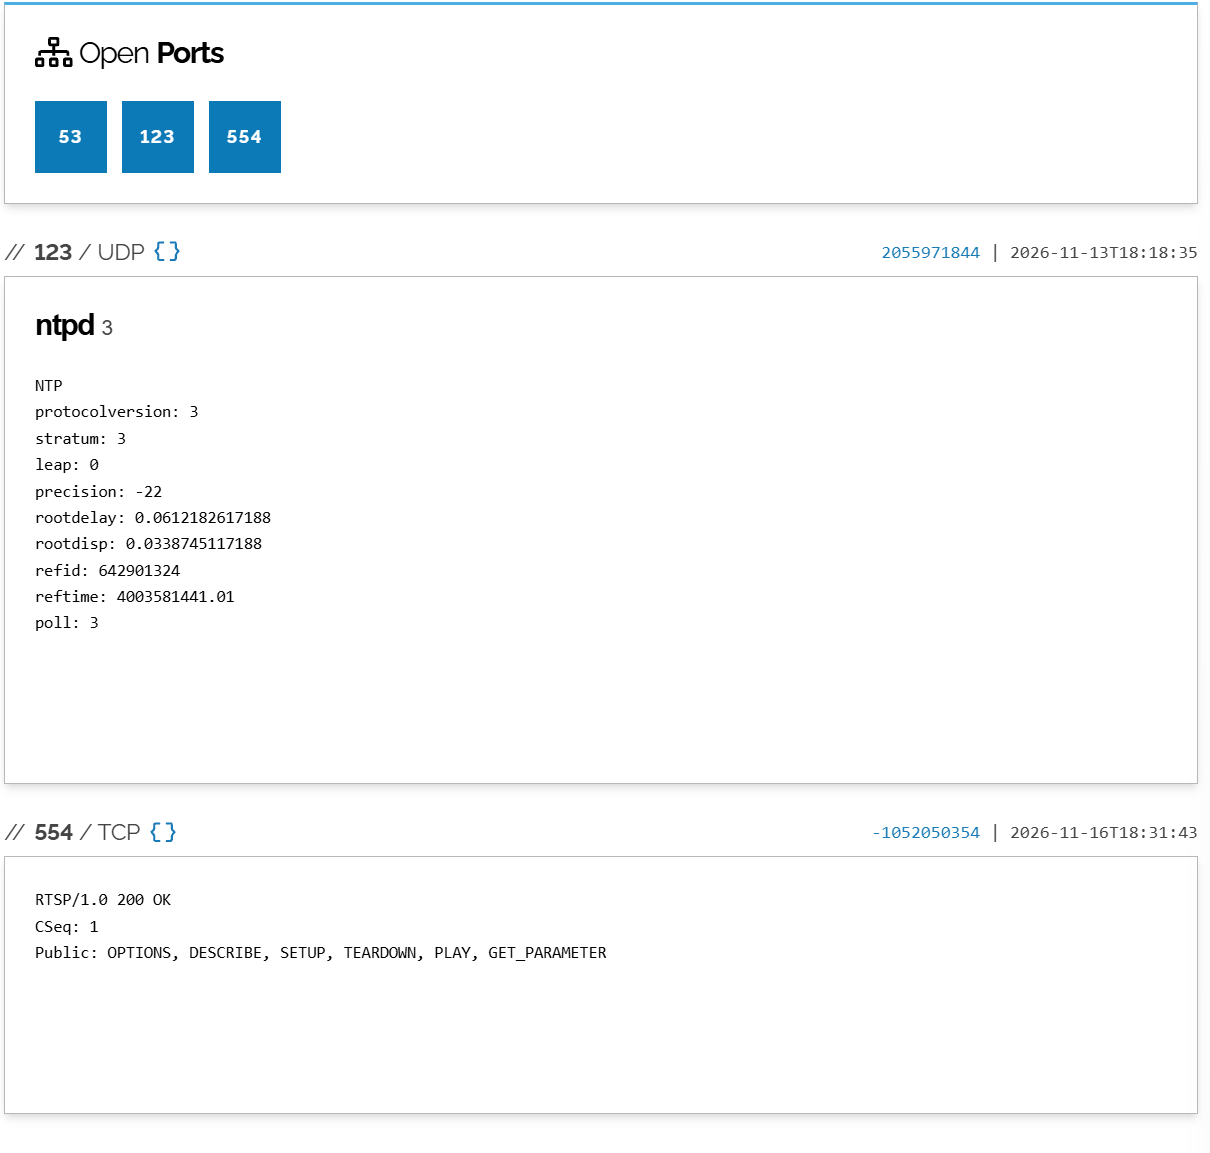 Open Ports
53 123 554
// 123 / UDP {} 2055971844 | 2026-11-13T18:18:35
ntpd 3
NTP
protocolversion: 3
stratum: 3
leap: 0
precision: -22
rootdelay: 0.0612182617188
rootdisp: 0.0338745117188
refid: 642901324
reftime: 4003581441.01
poll: 3
// 554 / TCP {} -1052050354 | 2026-11-16T18:31:43
RTSP/1.0 200 OK
CSeq: 1
Public: OPTIONS, DESCRIBE, SETUP, TEARDOWN, PLAY, GET_PARAMETER